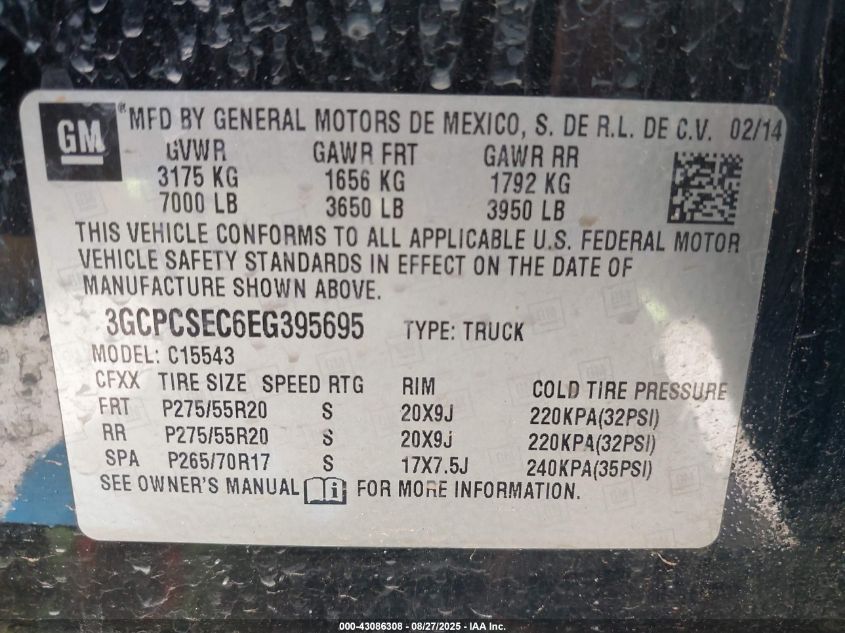 GM ® MFD BY GENERAL MOTORS DE MEXICO, S. DE R.L. DE C.V. 02/14
GVWR GAWR FRT GAWR RR
3175 KG 1656 KG 1792 KG
7000 LB 3650 LB 3950 LB
THIS VEHICLE CONFORMS TO ALL APPLICABLE U.S. FEDERAL MOTOR
VEHICLE SAFETY STANDARDS IN EFFECT ON THE DATE OF
MANUFACTURE SHOWN ABOVE.
3GCPCSEC6EG395695 TYPE: TRUCK
MODEL: C15543
CFXX TIRE SIZE SPEED RTG RIM COLD TIRE PRESSURE
FRT P275/55R20 S 20X9J 220KPA(32PSI)
RR P275/55R20 S 20X9J 220KPA(32PSI)
SPA P265/70R17 S 17X7.5J 240KPA(35PSI)
SEE OWNER'S MANUAL FOR MORE INFORMATION.
000-43086308 - 08/27/2025 - IAA Inc.